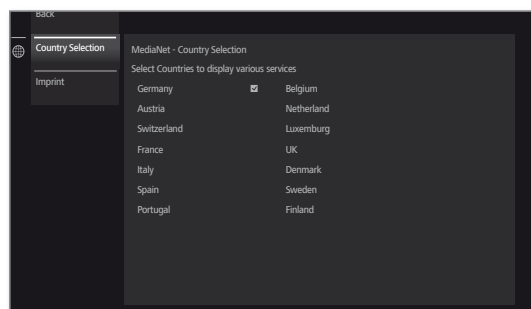 Back
Country Selection
Imprint
MediaNet - Country Selection
Select Countries to display various services
Germany Belgium
Austria Netherland
Switzerland Luxemburg
France UK
Italy Denmark
Spain Sweden
Portugal Finland